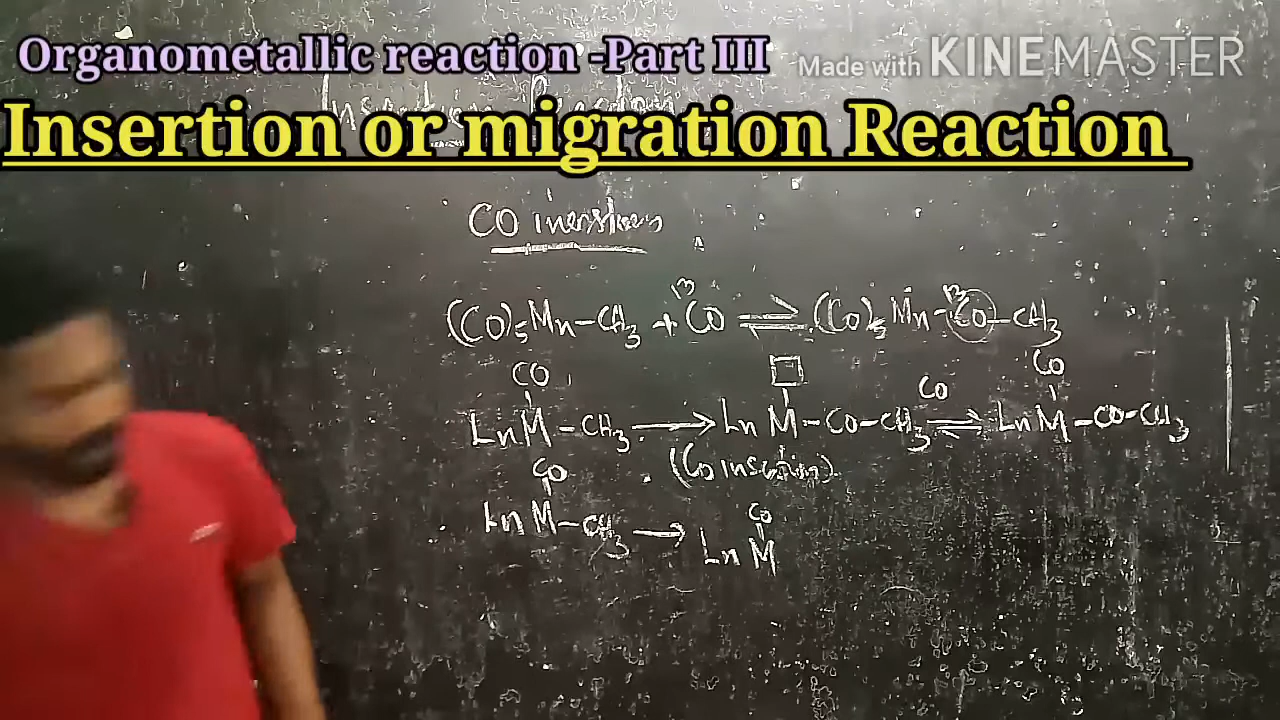 Organometallic reaction -Part III
Made with KINEMASTER
Insertion or migration Reaction
CO insertion
(CO)₅Mn-CH₃ + ¹³CO ⇌ (CO)₅Mn-(¹³CO)-CH₃
CO □ CO CO
LnM-CH₃ → LnM-CO-CH₃ ⇌ LnM-CO-CH₃
(CO insertion)
CO CO
LnM-CH₃ → LnM